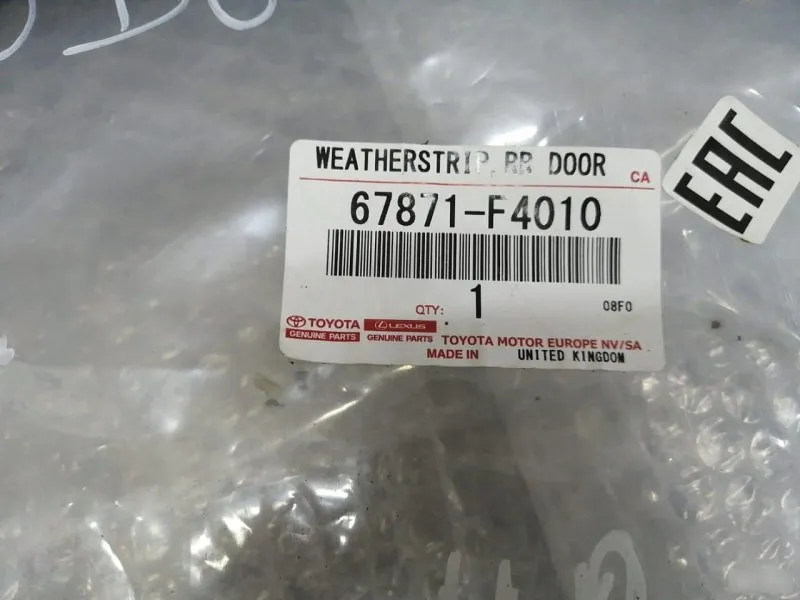 WEATHERSTRIP, RR DOOR
CA
67871-F4010
QTY: 1
08F0
TOYOTA LEXUS
GENUINE PARTS GENUINE PARTS TOYOTA MOTOR EUROPE NV/SA
MADE IN UNITED KINGDOM
EAC